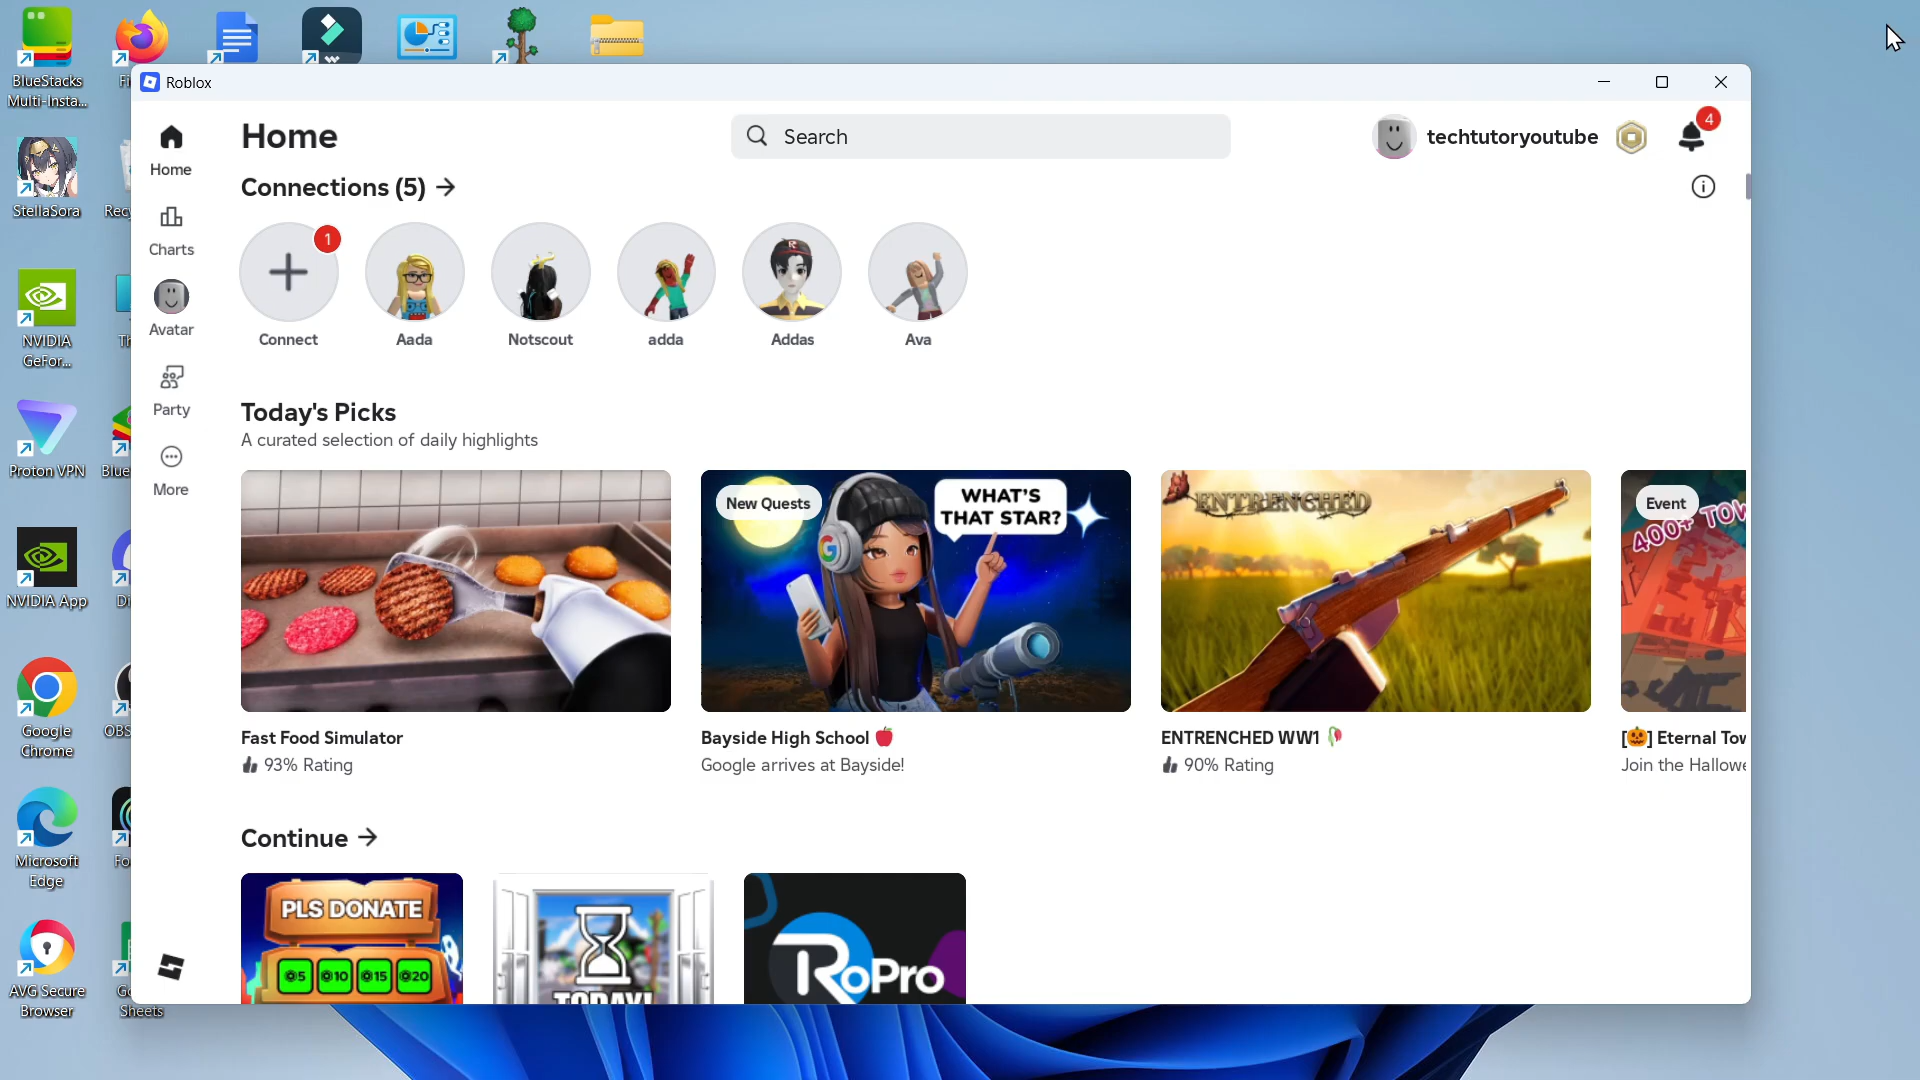 BlueStacks
Multi-Insta...
StellaSora
NVIDIA
GeFor...
Proton VPN
NVIDIA App
Google
Chrome
Microsoft
Edge
AVG Secure
Browser
Sheets
Roblox
Home
Charts
Avatar
Party
More
Home
Search
techtutoryoutube
4
Connections (5) →
1
Connect
Aada
Notscout
adda
Addas
Ava
Today's Picks
A curated selection of daily highlights
New Quests
WHAT'S
THAT STAR?
G
ENTRENCHED
Event
400+ TOW
Fast Food Simulator
93% Rating
Bayside High School
Google arrives at Bayside!
ENTRENCHED WW1
90% Rating
[🎃] Eternal Tow
Join the Hallowe
Continue →
PLS DONATE
5 10 15 20
TODAY!
RoPro